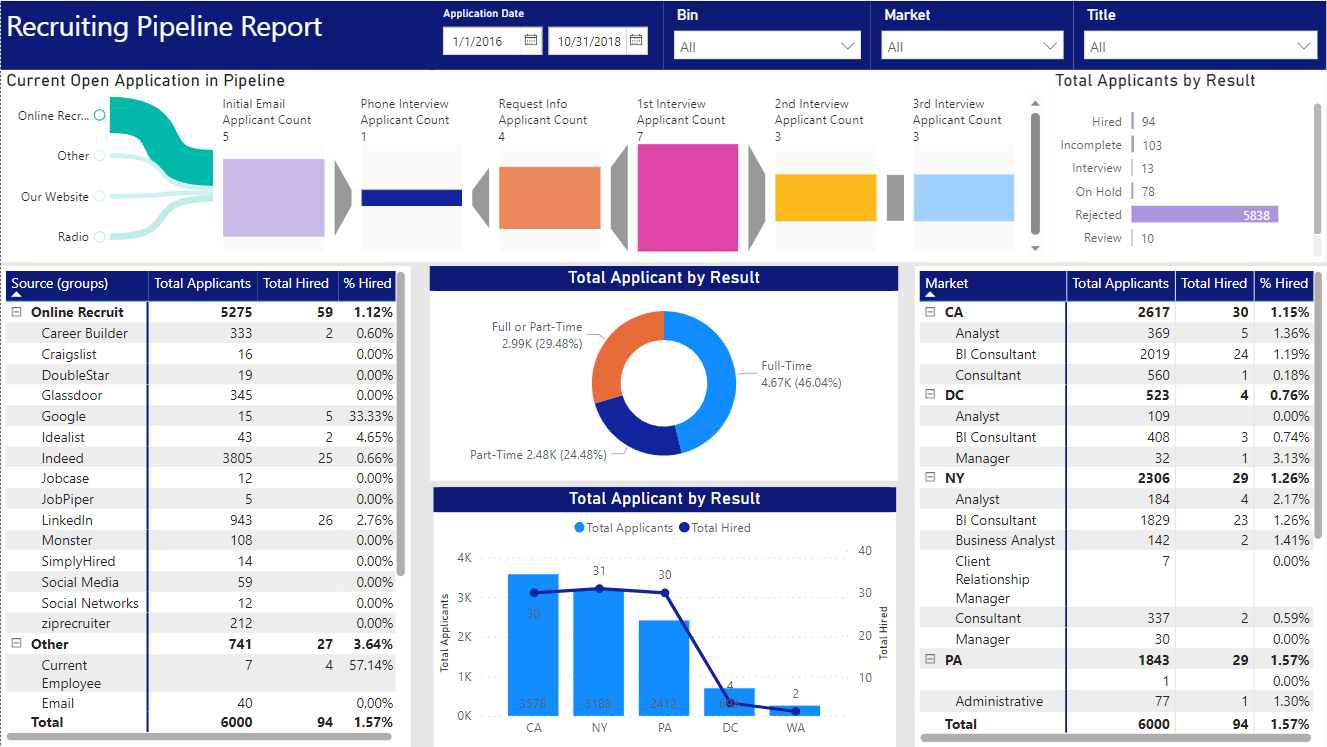 Recruiting Pipeline Report
Application Date
1/1/2016
10/31/2018
Bin
All
Market
All
Title
All
Current Open Application in Pipeline
Online Recr...
Other
Our Website
Radio
Initial Email
Applicant Count
5
Phone Interview
Applicant Count
1
Request Info
Applicant Count
4
1st Interview
Applicant Count
7
2nd Interview
Applicant Count
3
3rd Interview
Applicant Count
3
Total Applicants by Result
Hired 94
Incomplete 103
Interview 13
On Hold 78
Rejected 5838
Review 10
Source (groups) Total Applicants Total Hired % Hired
Online Recruit 5275 59 1.12%
Career Builder 333 2 0.60%
Craigslist 16 0.00%
DoubleStar 19 0.00%
Glassdoor 345 0.00%
Google 15 5 33.33%
Idealist 43 2 4.65%
Indeed 3805 25 0.66%
Jobcase 12 0.00%
JobPiper 5 0.00%
LinkedIn 943 26 2.76%
Monster 108 0.00%
SimplyHired 14 0.00%
Social Media 59 0.00%
Social Networks 12 0.00%
ziprecruiter 212 0.00%
Other 741 27 3.64%
Current 7 4 57.14%
Employee
Email 40 0.00%
Total 6000 94 1.57%
Total Applicant by Result
Full or Part-Time
2.99K (29.48%)
Full-Time
4.67K (46.04%)
Part-Time 2.48K (24.48%)
Total Applicant by Result
Total Applicants Total Hired
Total Applicants
4K
3K
2K
1K
0K
30
31
30
4
2
3578
3188
2412
CA
NY
PA
DC
WA
40
30
20
10
Total Hired
Market Total Applicants Total Hired % Hired
CA 2617 30 1.15%
Analyst 369 5 1.36%
BI Consultant 2019 24 1.19%
Consultant 560 1 0.18%
DC 523 4 0.76%
Analyst 109 0.00%
BI Consultant 408 3 0.74%
Manager 32 1 3.13%
NY 2306 29 1.26%
Analyst 184 4 2.17%
BI Consultant 1829 23 1.26%
Business Analyst 142 2 1.41%
Client 7 0.00%
Relationship
Manager
Consultant 337 2 0.59%
Manager 30 0.00%
PA 1843 29 1.57%
1 0.00%
Administrative 77 1 1.30%
Total 6000 94 1.57%